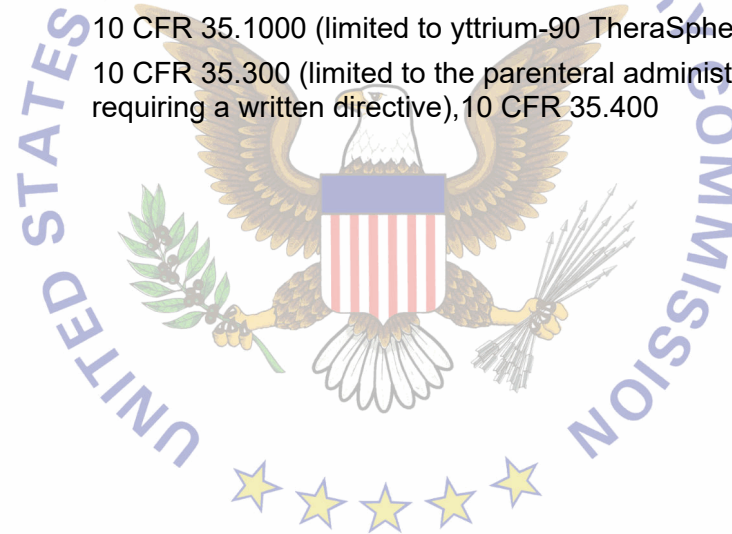 10 CFR 35.1000 (limited to yttrium-90
10 CFR 35.300 (limited to the parenteral
requiring a written directive),10 CFR 35.400
UNITED STATES
COMMISSION